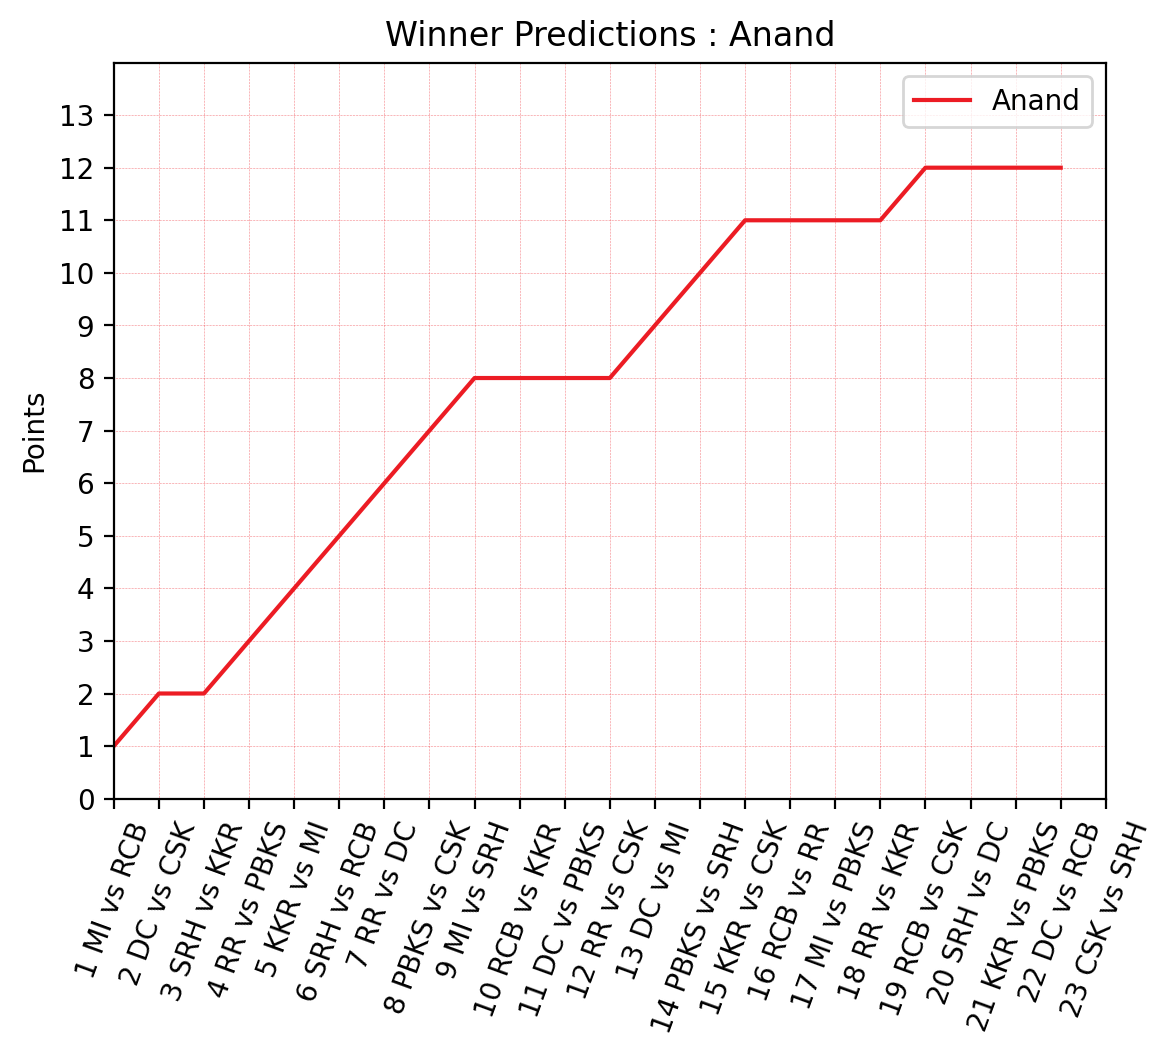 Winner Predictions : Anand
Anand
Points
13
12
11
10
9
8
7
6
5
4
3
2
1
0
1 MI vs RCB
2 DC vs CSK
3 SRH vs KKR
4 RR vs PBKS
5 KKR vs MI
6 SRH vs RCB
7 RR vs DC
8 PBKS vs CSK
9 MI vs SRH
10 RCB vs KKR
11 DC vs PBKS
12 RR vs CSK
13 DC vs MI
14 PBKS vs SRH
15 KKR vs CSK
16 RCB vs RR
17 MI vs PBKS
18 RR vs KKR
19 RCB vs CSK
20 SRH vs DC
21 KKR vs PBKS
22 DC vs RCB
23 CSK vs SRH